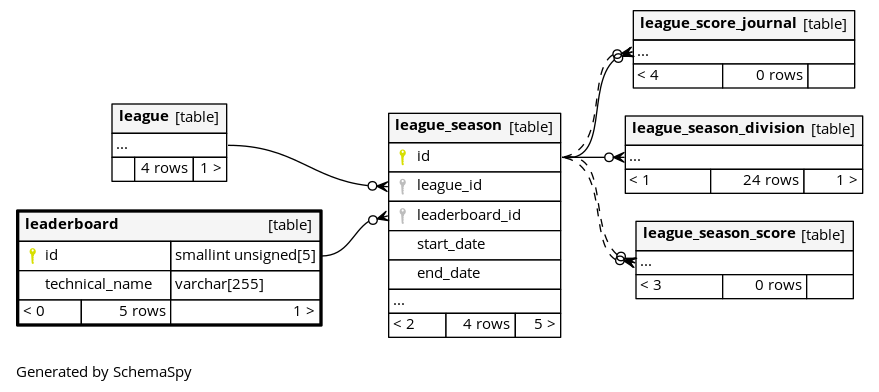 league_score_journal [table]
...
< 4 0 rows
league [table]
...
4 rows 1 >
league_season [table]
id
league_id
leaderboard_id
start_date
end_date
...
< 2 4 rows 5 >
league_season_division [table]
...
< 1 24 rows 1 >
leaderboard [table]
id smallint unsigned[5]
technical_name varchar[255]
< 0 5 rows 1 >
league_season_score [table]
...
< 3 0 rows
Generated by SchemaSpy